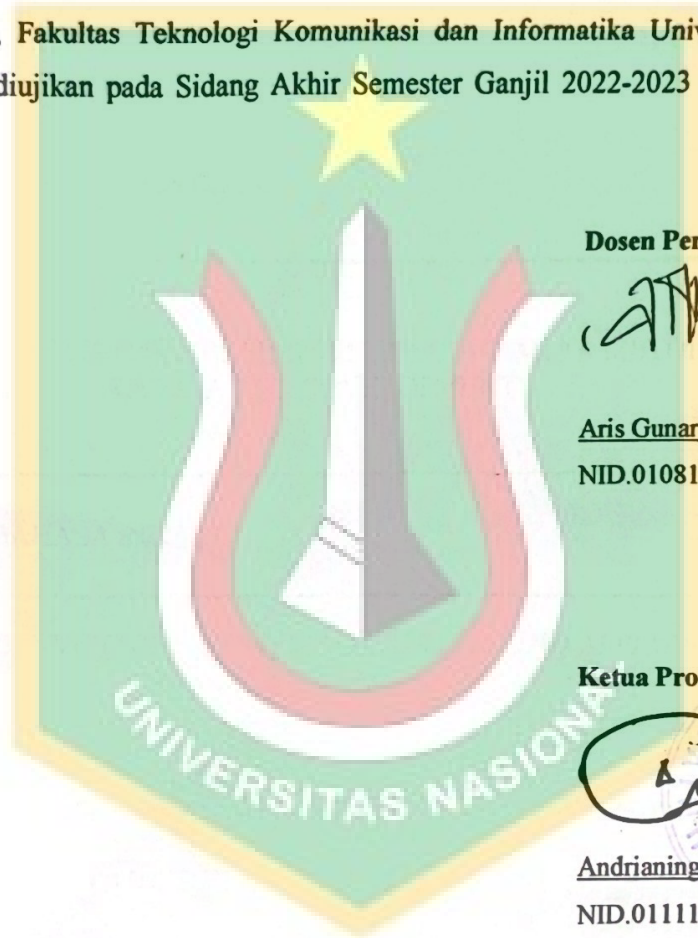 Fakultas Teknologi Komunikasi dan Informatika Univ
diujikan pada Sidang Akhir Semester Ganjil 2022-2023
Dosen Per
Aris Gunar
NID.01081
Ketua Pro
Andrianing
NID.01111
UNIVERSITAS NASIONAL